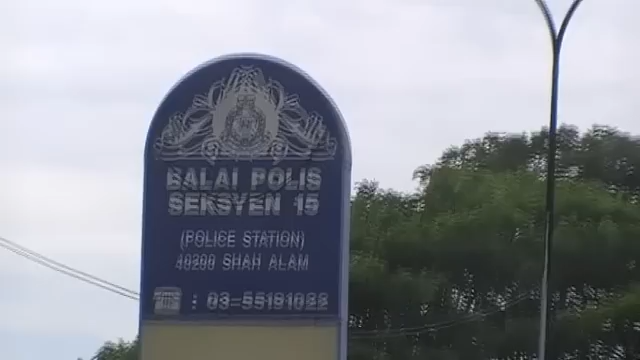 BALAI POLIS
SEKSYEN 15
(POLICE STATION)
40200 SHAH ALAM
: 03-55191022